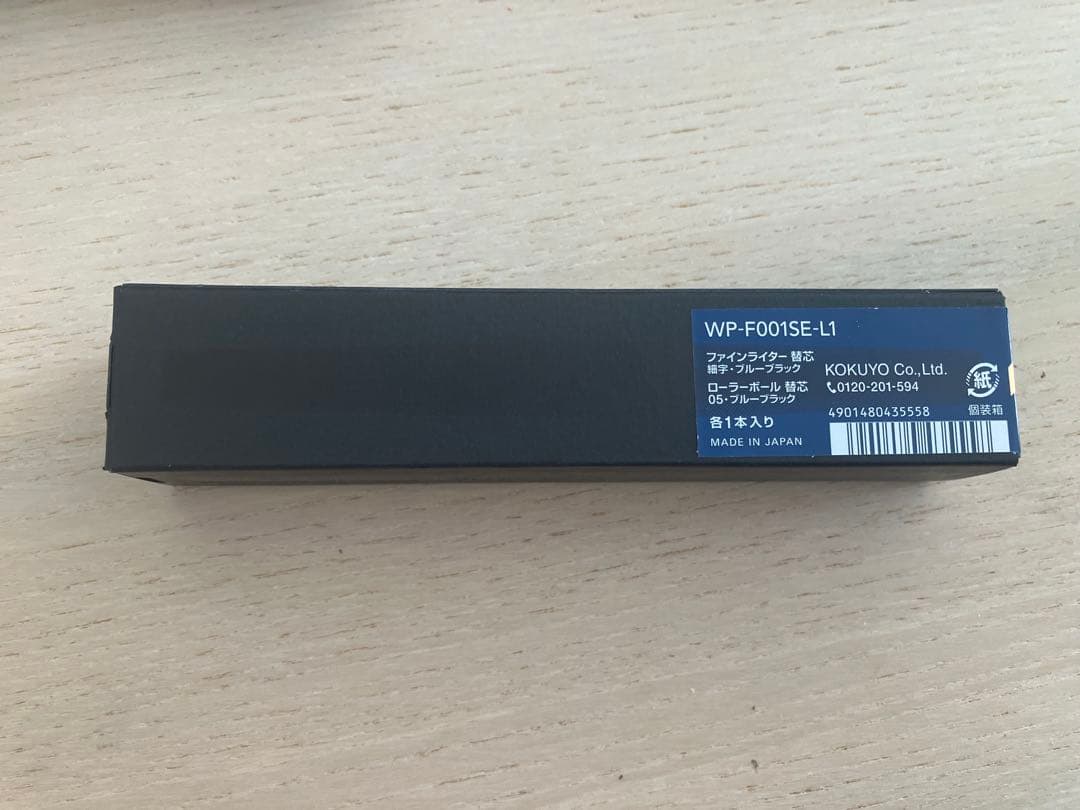 WP-F001SE-L1
ファインライター 替芯
細字・ブルーブラック
ローラーボール 替芯
05・ブルーブラック
各1本入り
MADE IN JAPAN
KOKUYO Co.,Ltd.
0120-201-594
4901480435558
紙
個装箱